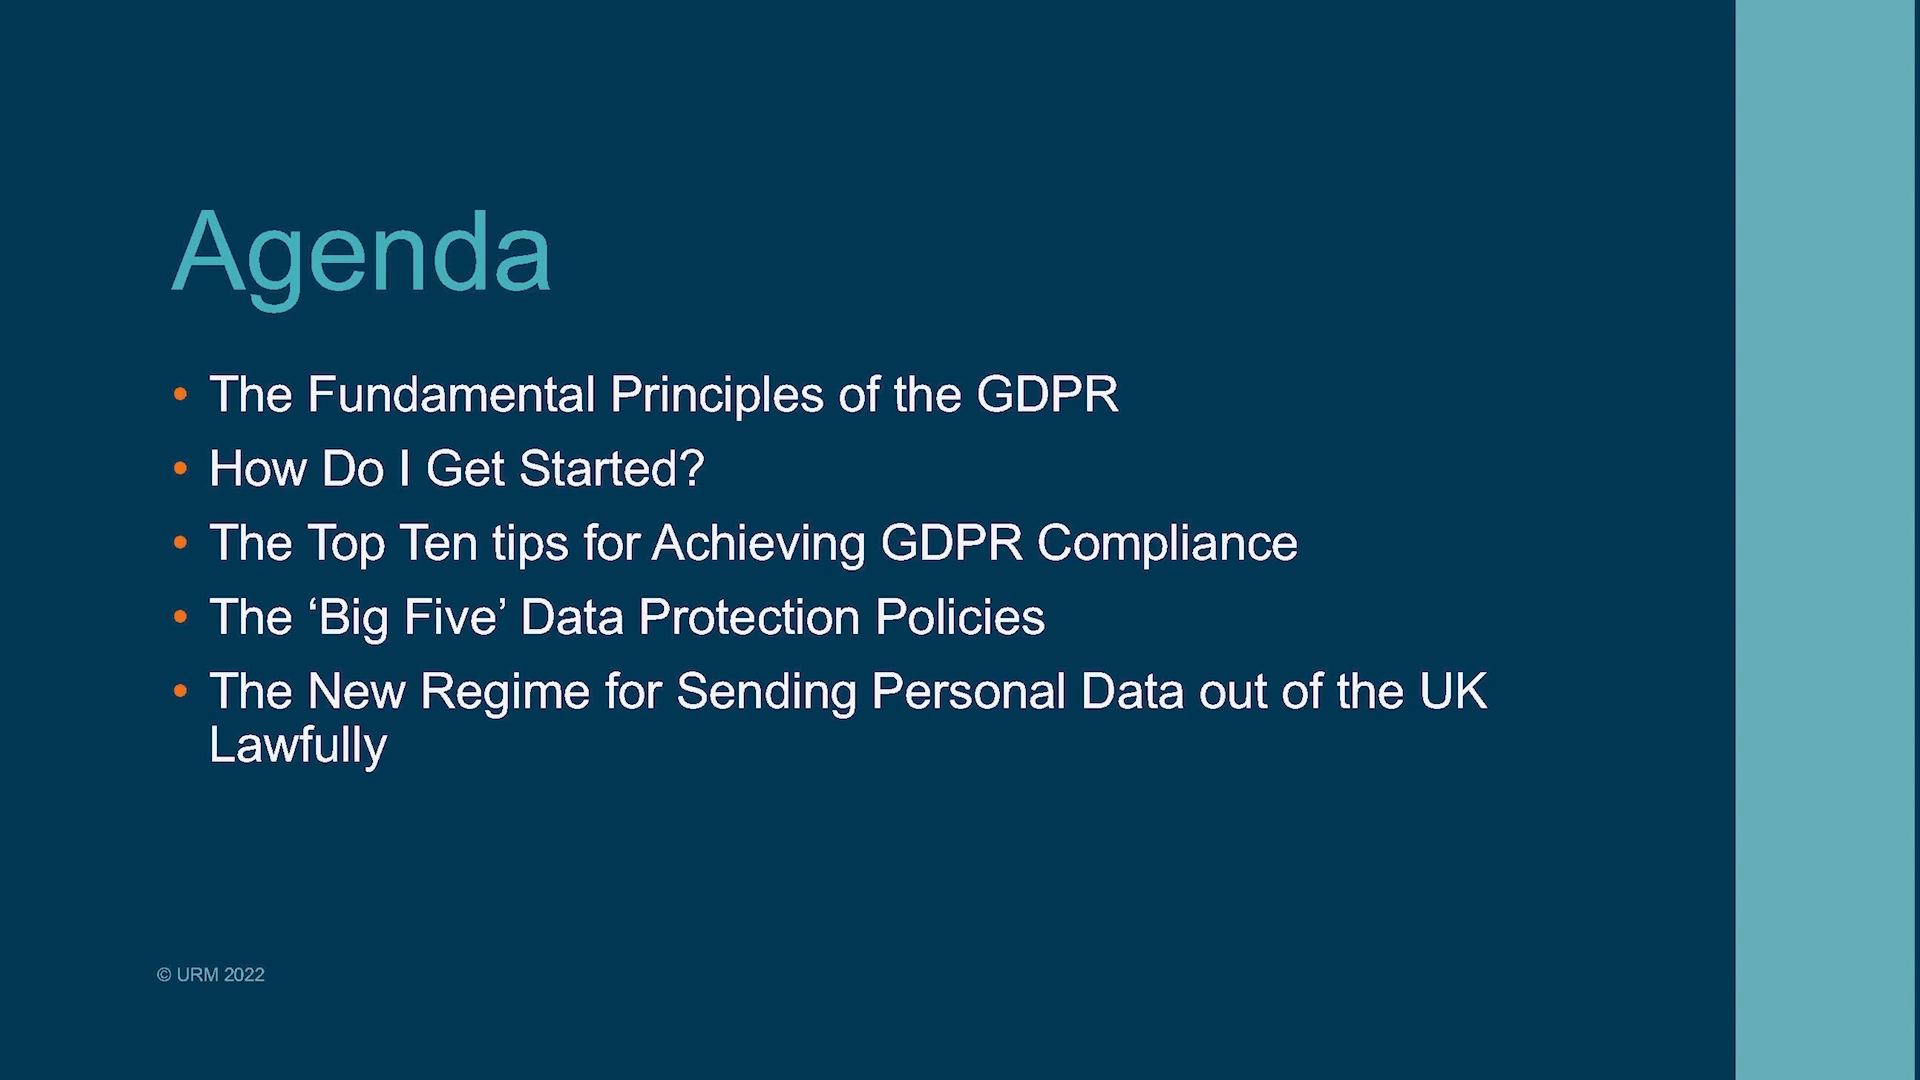 Agenda
• The Fundamental Principles of the GDPR
• How Do I Get Started?
• The Top Ten tips for Achieving GDPR Compliance
• The ‘Big Five’ Data Protection Policies
• The New Regime for Sending Personal Data out of the UK
Lawfully
© URM 2022